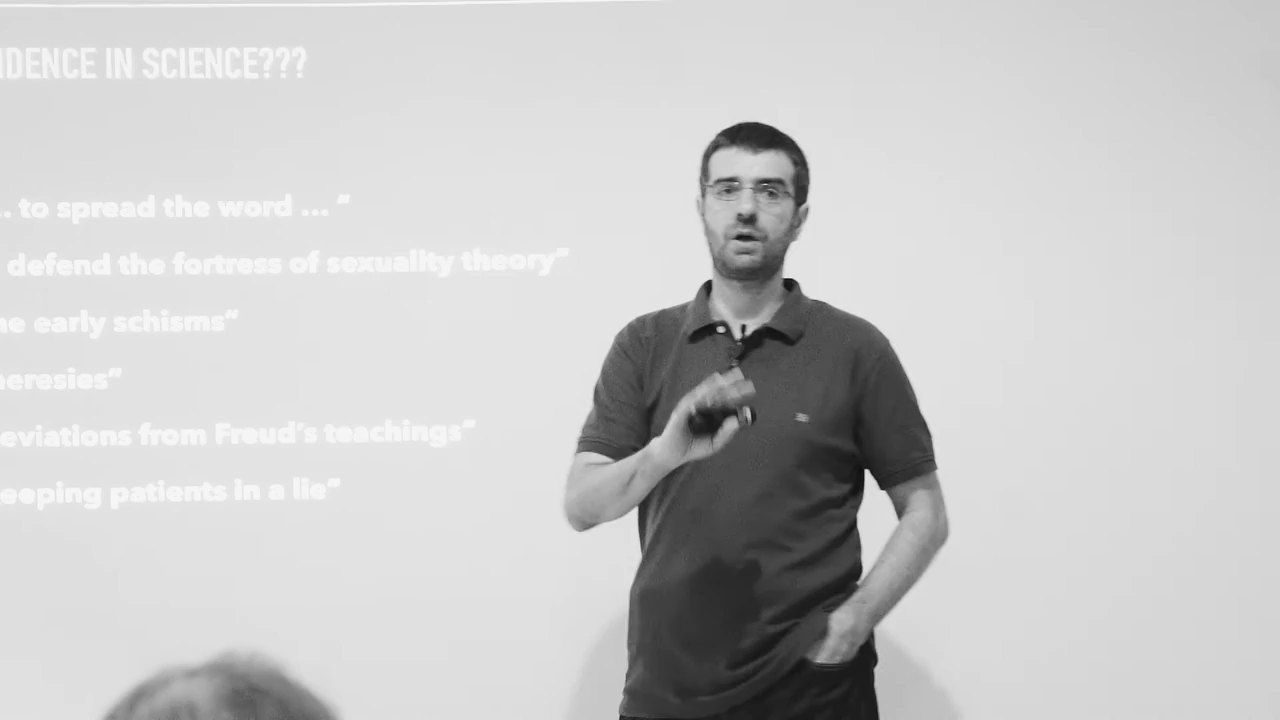 IDENCE IN SCIENCE???
.. to spread the word ... ”
defend the fortress of sexuality theory”
he early schisms”
heresies”
eviations from Freud’s teachings”
eeping patients in a lie”